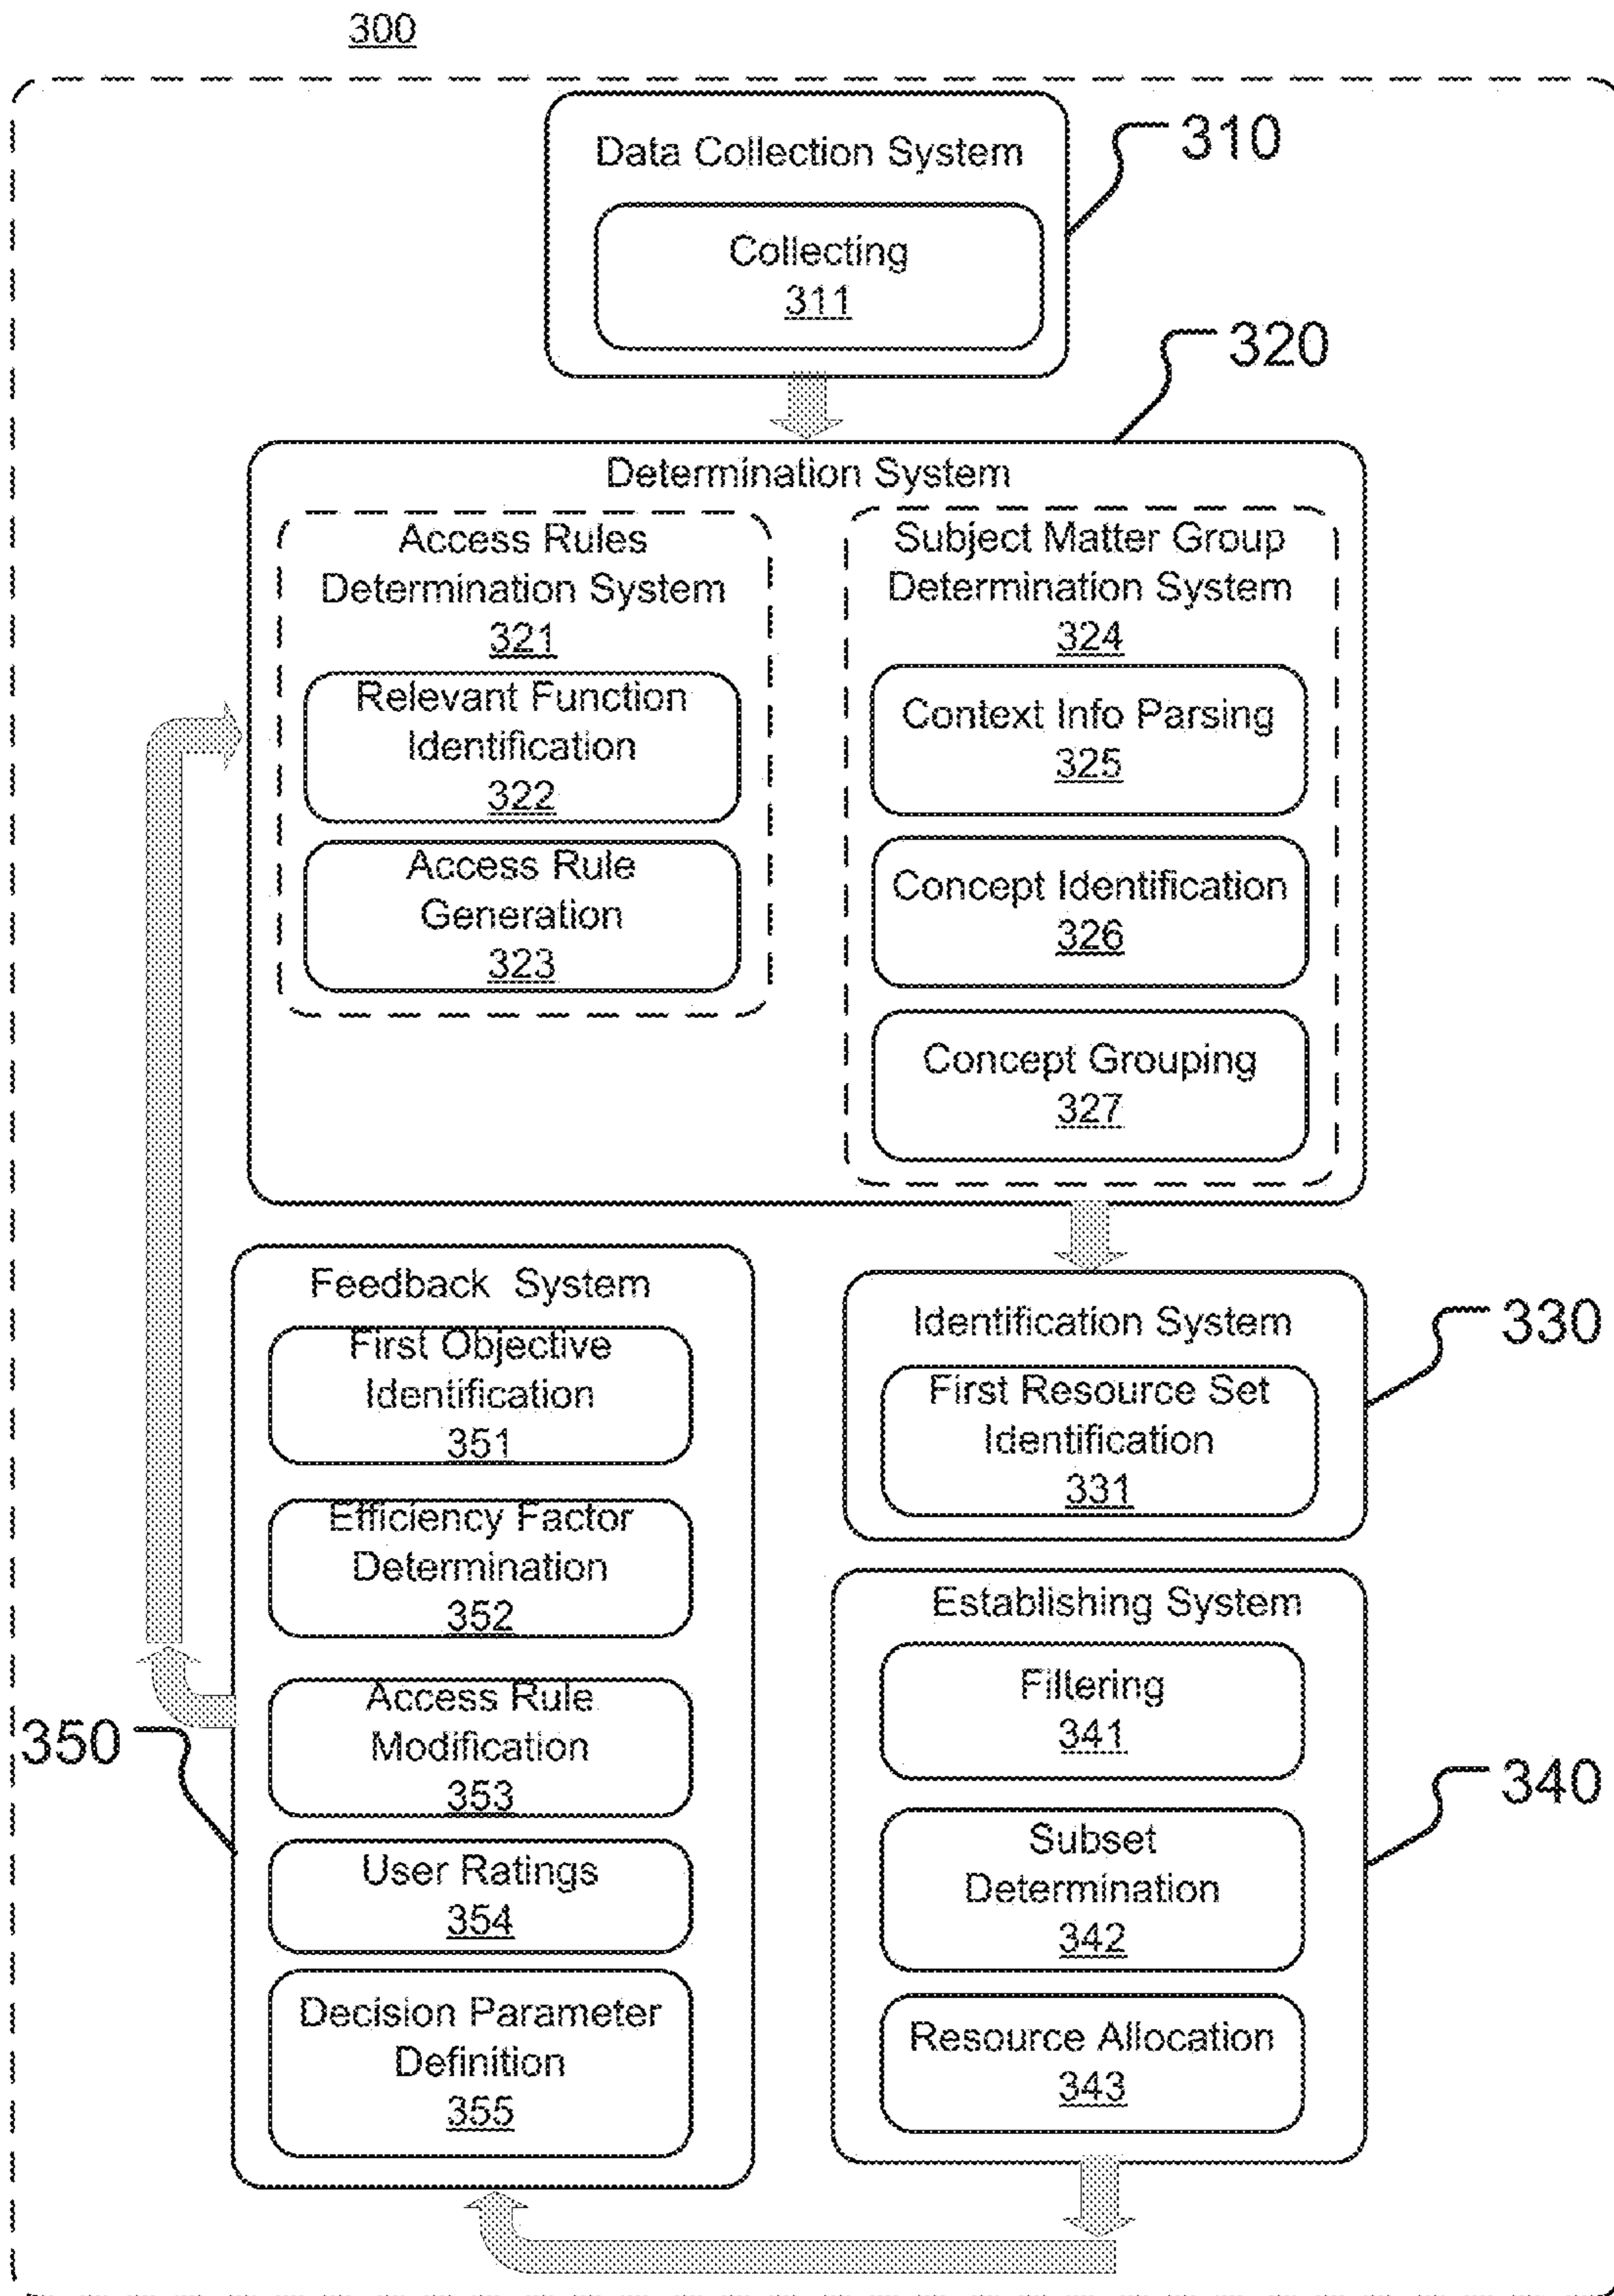 300
Data Collection System
Collecting
311
310
320
Determination System
Access Rules
Determination System
321
Relevant Function
Identification
322
Access Rule
Generation
323
Subject Matter Group
Determination System
324
Context Info Parsing
325
Concept Identification
326
Concept Grouping
327
Feedback System
First Objective
Identification
351
Efficiency Factor
Determination
352
Access Rule
Modification
353
User Ratings
354
Decision Parameter
Definition
355
350
Identification System
First Resource Set
Identification
331
330
Establishing System
Filtering
341
Subset
Determination
342
Resource Allocation
343
340